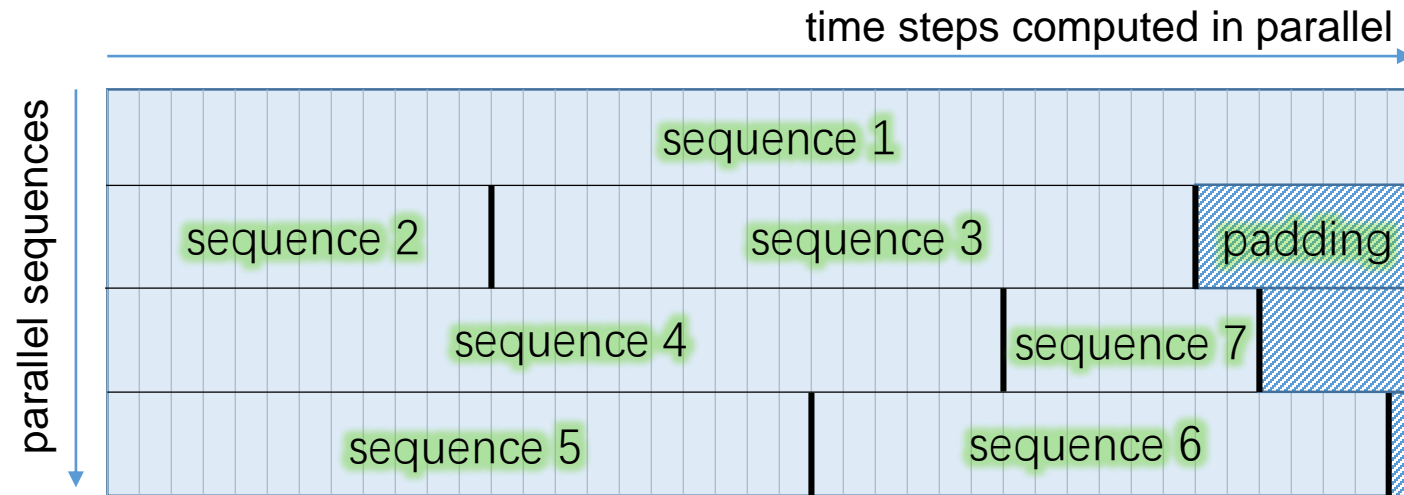 time steps computed in parallel
parallel sequences
sequence 1
sequence 2
sequence 3
padding
sequence 4
sequence 7
sequence 5
sequence 6